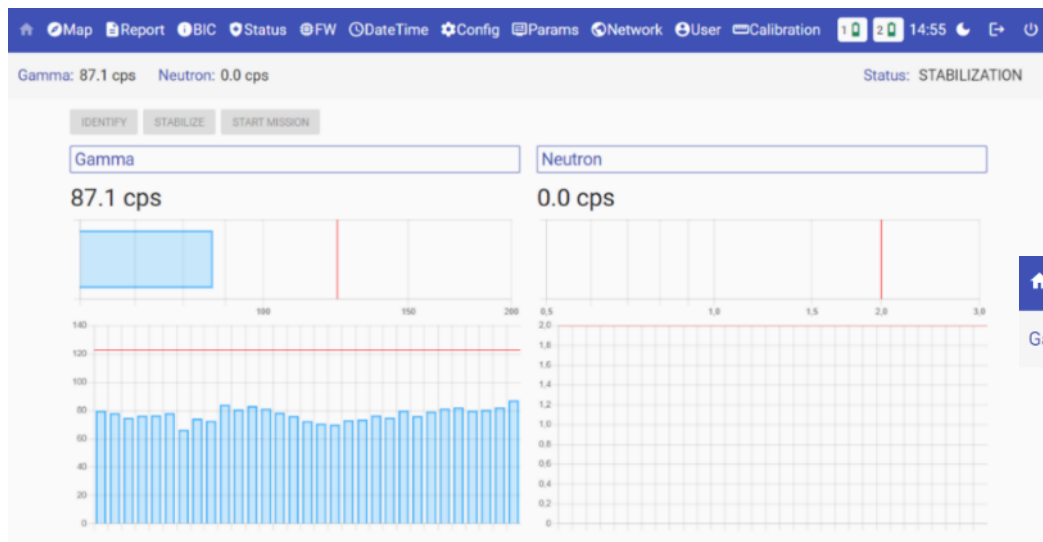 Map Report BIC Status FW DateTime Config Params Network User Calibration 1 2 14:55
Gamma: 87.1 cps Neutron: 0.0 cps Status: STABILIZATION
IDENTIFY STABILIZE START MISSION
Gamma
87.1 cps
100 150 200
140
120
100
80
60
40
20
0
Neutron
0.0 cps
0,5 1,0 1,5 2,0 3,0
2,0
1,8
1,6
1,4
1,2
1,0
0,8
0,6
0,4
0,2
0
Ga